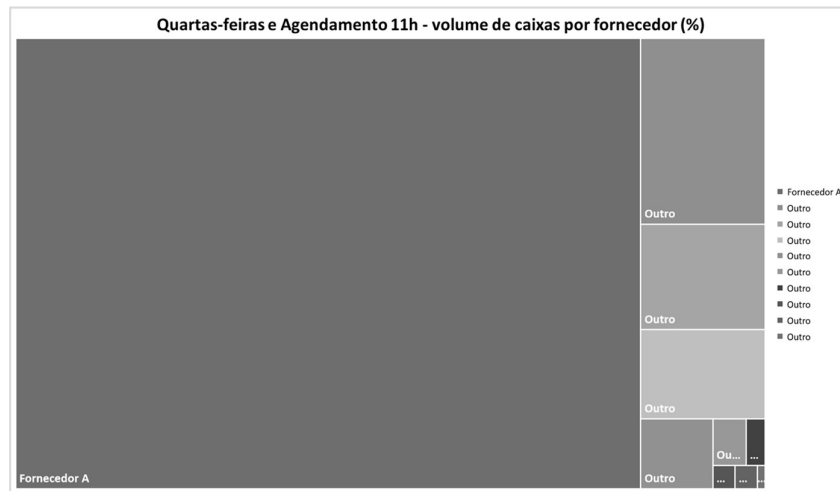 Quartas-feiras e Agendamento 11h - volume de caixas por fornecedor (%)
Outro
Outro
Outro
Fornecedor A
Outro
Ou...
...
...
...
...
Fornecedor A
Outro
Outro
Outro
Outro
Outro
Outro
Outro
Outro
Outro